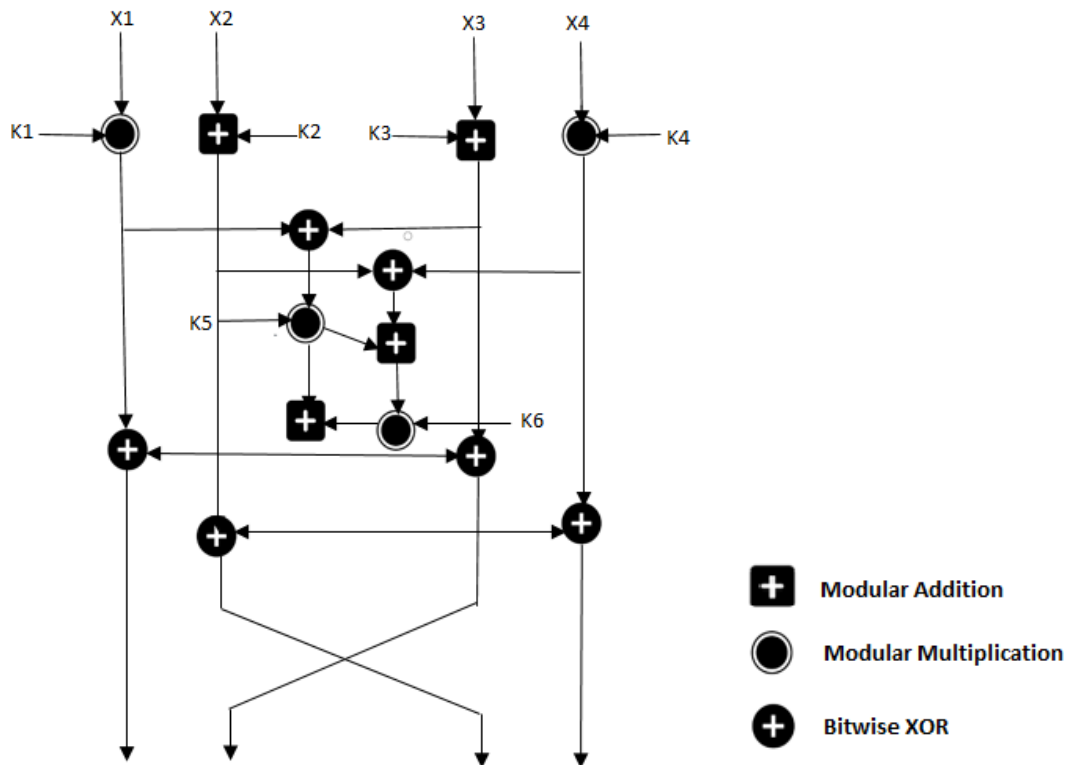 X1
X2
X3
X4
K1
K2
K3
K4
K5
K6
Modular Addition
Modular Multiplication
Bitwise XOR